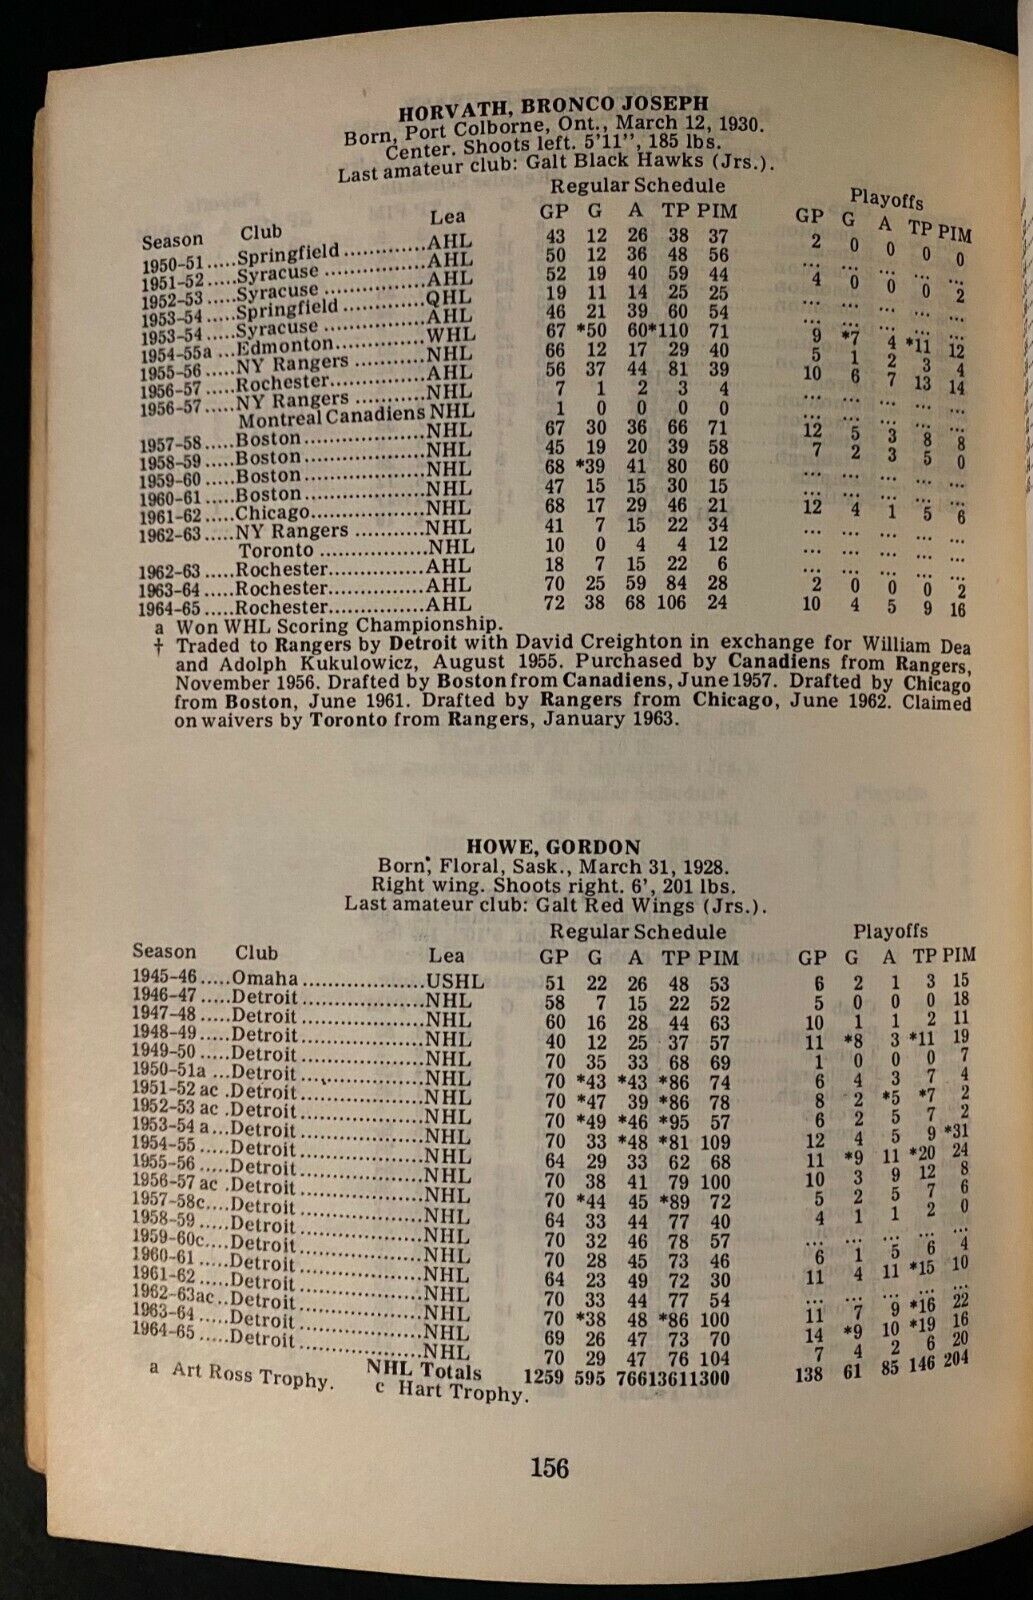 HORVATH, BRONCO JOSEPH
Born, Port Colborne, Ont., March 12, 1930.
Center. Shoots left. 5'11", 185 lbs.
Last amateur club: Galt Black Hawks (Jrs.).
Regular Schedule Playoffs
Season Club Lea GP G A TP PIM GP G A TP PIM
1950-51.....Springfield.............AHL 43 12 26 38 37 2 0 0 0 0
1951-52.....Syracuse ..............AHL 50 12 36 48 56 ... ... ... ... ...
1952-53.....Syracuse ..............AHL 52 19 40 59 44 4 0 0 0 2
1953-54.....Springfield ............QHL 19 11 14 25 25 ... ... ... ... ...
1953-54.....Syracuse ..............AHL 46 21 39 60 54 ... ... ... ... ...
1954-55a ...Edmonton..............WHL 67 *50 60 *110 71 9 *7 4 *11 12
1955-56.....NY Rangers ...........NHL 66 12 17 29 40 5 1 2 3 4
1956-57.....Rochester..............AHL 56 37 44 81 39 10 6 7 13 14
1956-57.....NY Rangers ...........NHL 7 1 2 3 4 ... ... ... ... ...
Montreal Canadiens NHL 1 0 0 0 0 ... ... ... ... ...
1957-58.....Boston.................NHL 67 30 36 66 71 12 5 3 8 8
1958-59.....Boston.................NHL 45 19 20 39 58 7 2 3 5 0
1959-60.....Boston.................NHL 68 *39 41 80 60 ... ... ... ... ...
1960-61.....Boston.................NHL 47 15 15 30 15 ... ... ... ... ...
1961-62.....Chicago................NHL 68 17 29 46 21 12 4 1 5 6
1962-63.....NY Rangers ...........NHL 41 7 15 22 34 ... ... ... ... ...
Toronto ................NHL 10 0 4 4 12 ... ... ... ... ...
1962-63.....Rochester..............AHL 18 7 15 22 6 ... ... ... ... ...
1963-64.....Rochester..............AHL 70 25 59 84 28 2 0 0 0 2
1964-65.....Rochester..............AHL 72 38 68 106 24 10 4 5 9 16
a Won WHL Scoring Championship.
† Traded to Rangers by Detroit with David Creighton in exchange for William Dea
and Adolph Kukulowicz, August 1955. Purchased by Canadiens from Rangers,
November 1956. Drafted by Boston from Canadiens, June 1957. Drafted by Chicago
from Boston, June 1961. Drafted by Rangers from Chicago, June 1962. Claimed
on waivers by Toronto from Rangers, January 1963.
HOWE, GORDON
Born, Floral, Sask., March 31, 1928.
Right wing. Shoots right. 6', 201 lbs.
Last amateur club: Galt Red Wings (Jrs.).
Regular Schedule Playoffs
Season Club Lea GP G A TP PIM GP G A TP PIM
1945-46.....Omaha ..................USHL 51 22 26 48 53 6 2 1 3 15
1946-47.....Detroit..................NHL 58 7 15 22 52 5 0 0 0 18
1947-48.....Detroit..................NHL 60 16 28 44 63 10 1 1 2 11
1948-49.....Detroit..................NHL 40 12 25 37 57 11 *8 3 *11 19
1949-50.....Detroit..................NHL 70 35 33 68 69 1 0 0 0 7
1950-51a ...Detroit..................NHL 70 *43 *43 *86 74 6 4 3 7 4
1951-52 ac .Detroit..................NHL 70 *47 39 *86 78 8 2 *5 *7 2
1952-53 ac .Detroit..................NHL 70 *49 *46 *95 57 6 2 5 7 2
1953-54 a...Detroit..................NHL 70 33 *48 *81 109 12 4 5 9 *31
1954-55.....Detroit..................NHL 64 29 33 62 68 11 *9 11 *20 24
1955-56.....Detroit..................NHL 70 38 41 79 100 10 3 9 12 8
1956-57 ac .Detroit..................NHL 70 *44 45 *89 72 5 2 5 7 6
1957-58c....Detroit..................NHL 64 33 44 77 40 4 1 1 2 0
1958-59.....Detroit..................NHL 70 32 46 78 57 ... ... ... ... ...
1959-60c....Detroit..................NHL 70 28 45 73 46 6 1 5 6 4
1960-61.....Detroit..................NHL 64 23 49 72 30 11 4 11 *15 10
1961-62.....Detroit..................NHL 70 33 44 77 54 ... ... ... ... ...
1962-63ac..Detroit..................NHL 70 *38 48 *86 100 11 7 9 *16 22
1963-64.....Detroit..................NHL 69 26 47 73 70 14 *9 10 *19 16
1964-65.....Detroit..................NHL 70 29 47 76 104 7 4 2 6 20
NHL Totals 1259 595 766 1361 1300 138 61 85 146 204
a Art Ross Trophy. c Hart Trophy.
156